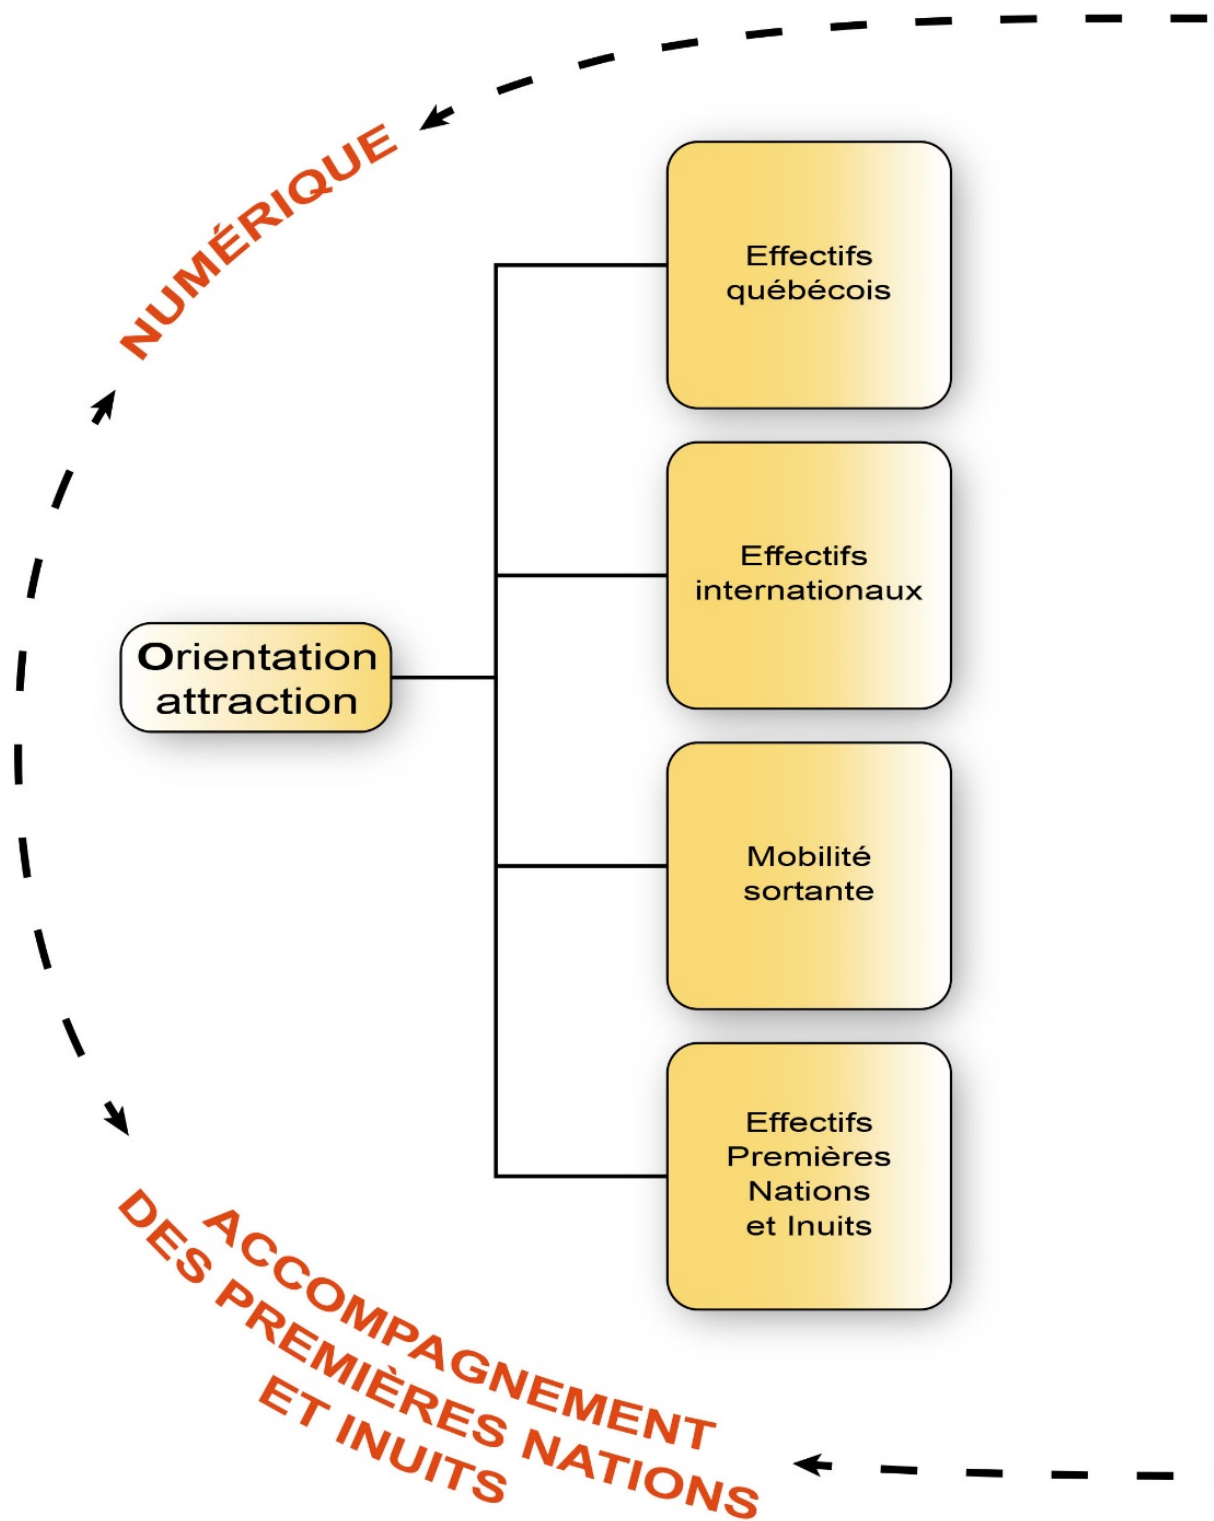 NUMÉRIQUE
Effectifs
québécois
Effectifs
internationaux
Orientation
attraction
Mobilité
sortante
Effectifs
Premières
Nations
et Inuits
ACCOMPAGNEMENT
DES PREMIÈRES NATIONS
ET INUITS